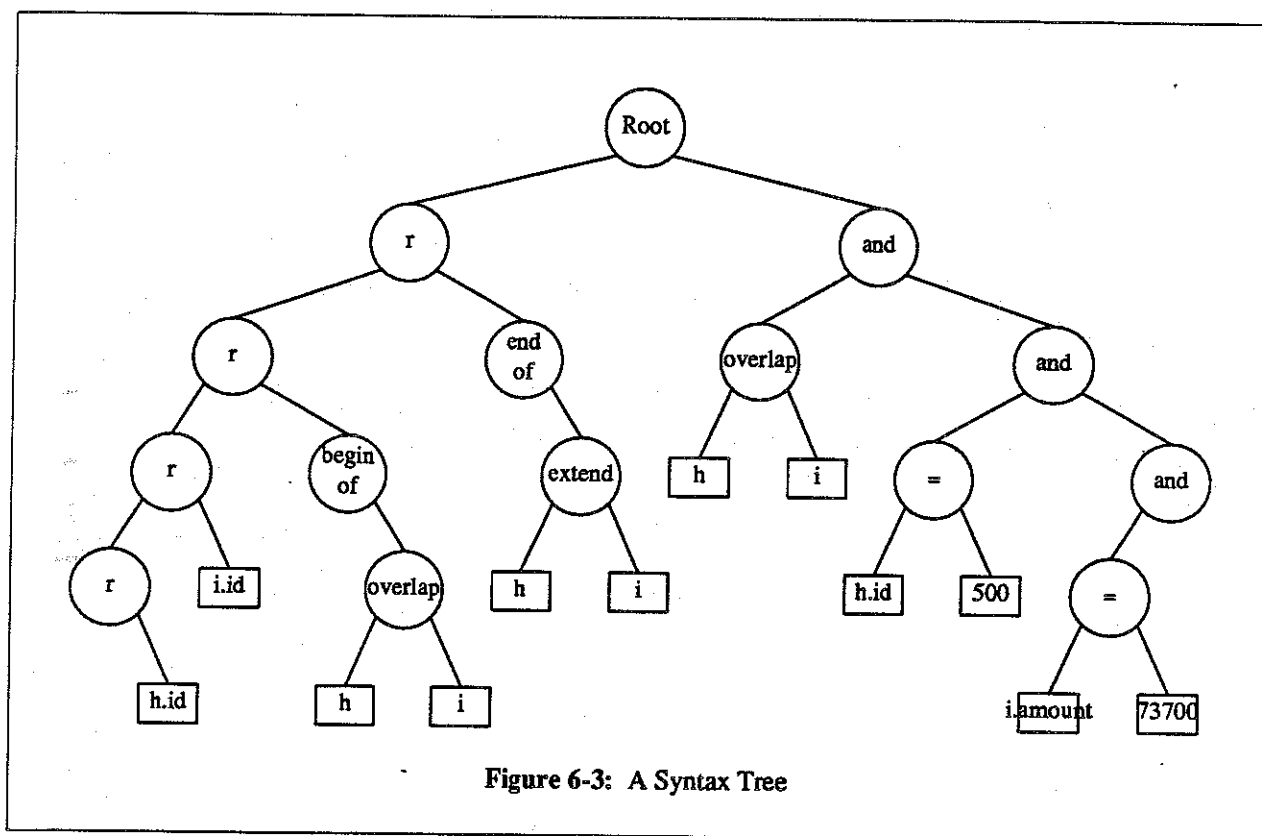 Root
r
and
r
end
of
overlap
and
r
begin
of
extend
h
i
=
and
r
i.id
overlap
h
i
h.id
500
=
h.id
h
i
i.amount
73700
Figure 6-3: A Syntax Tree